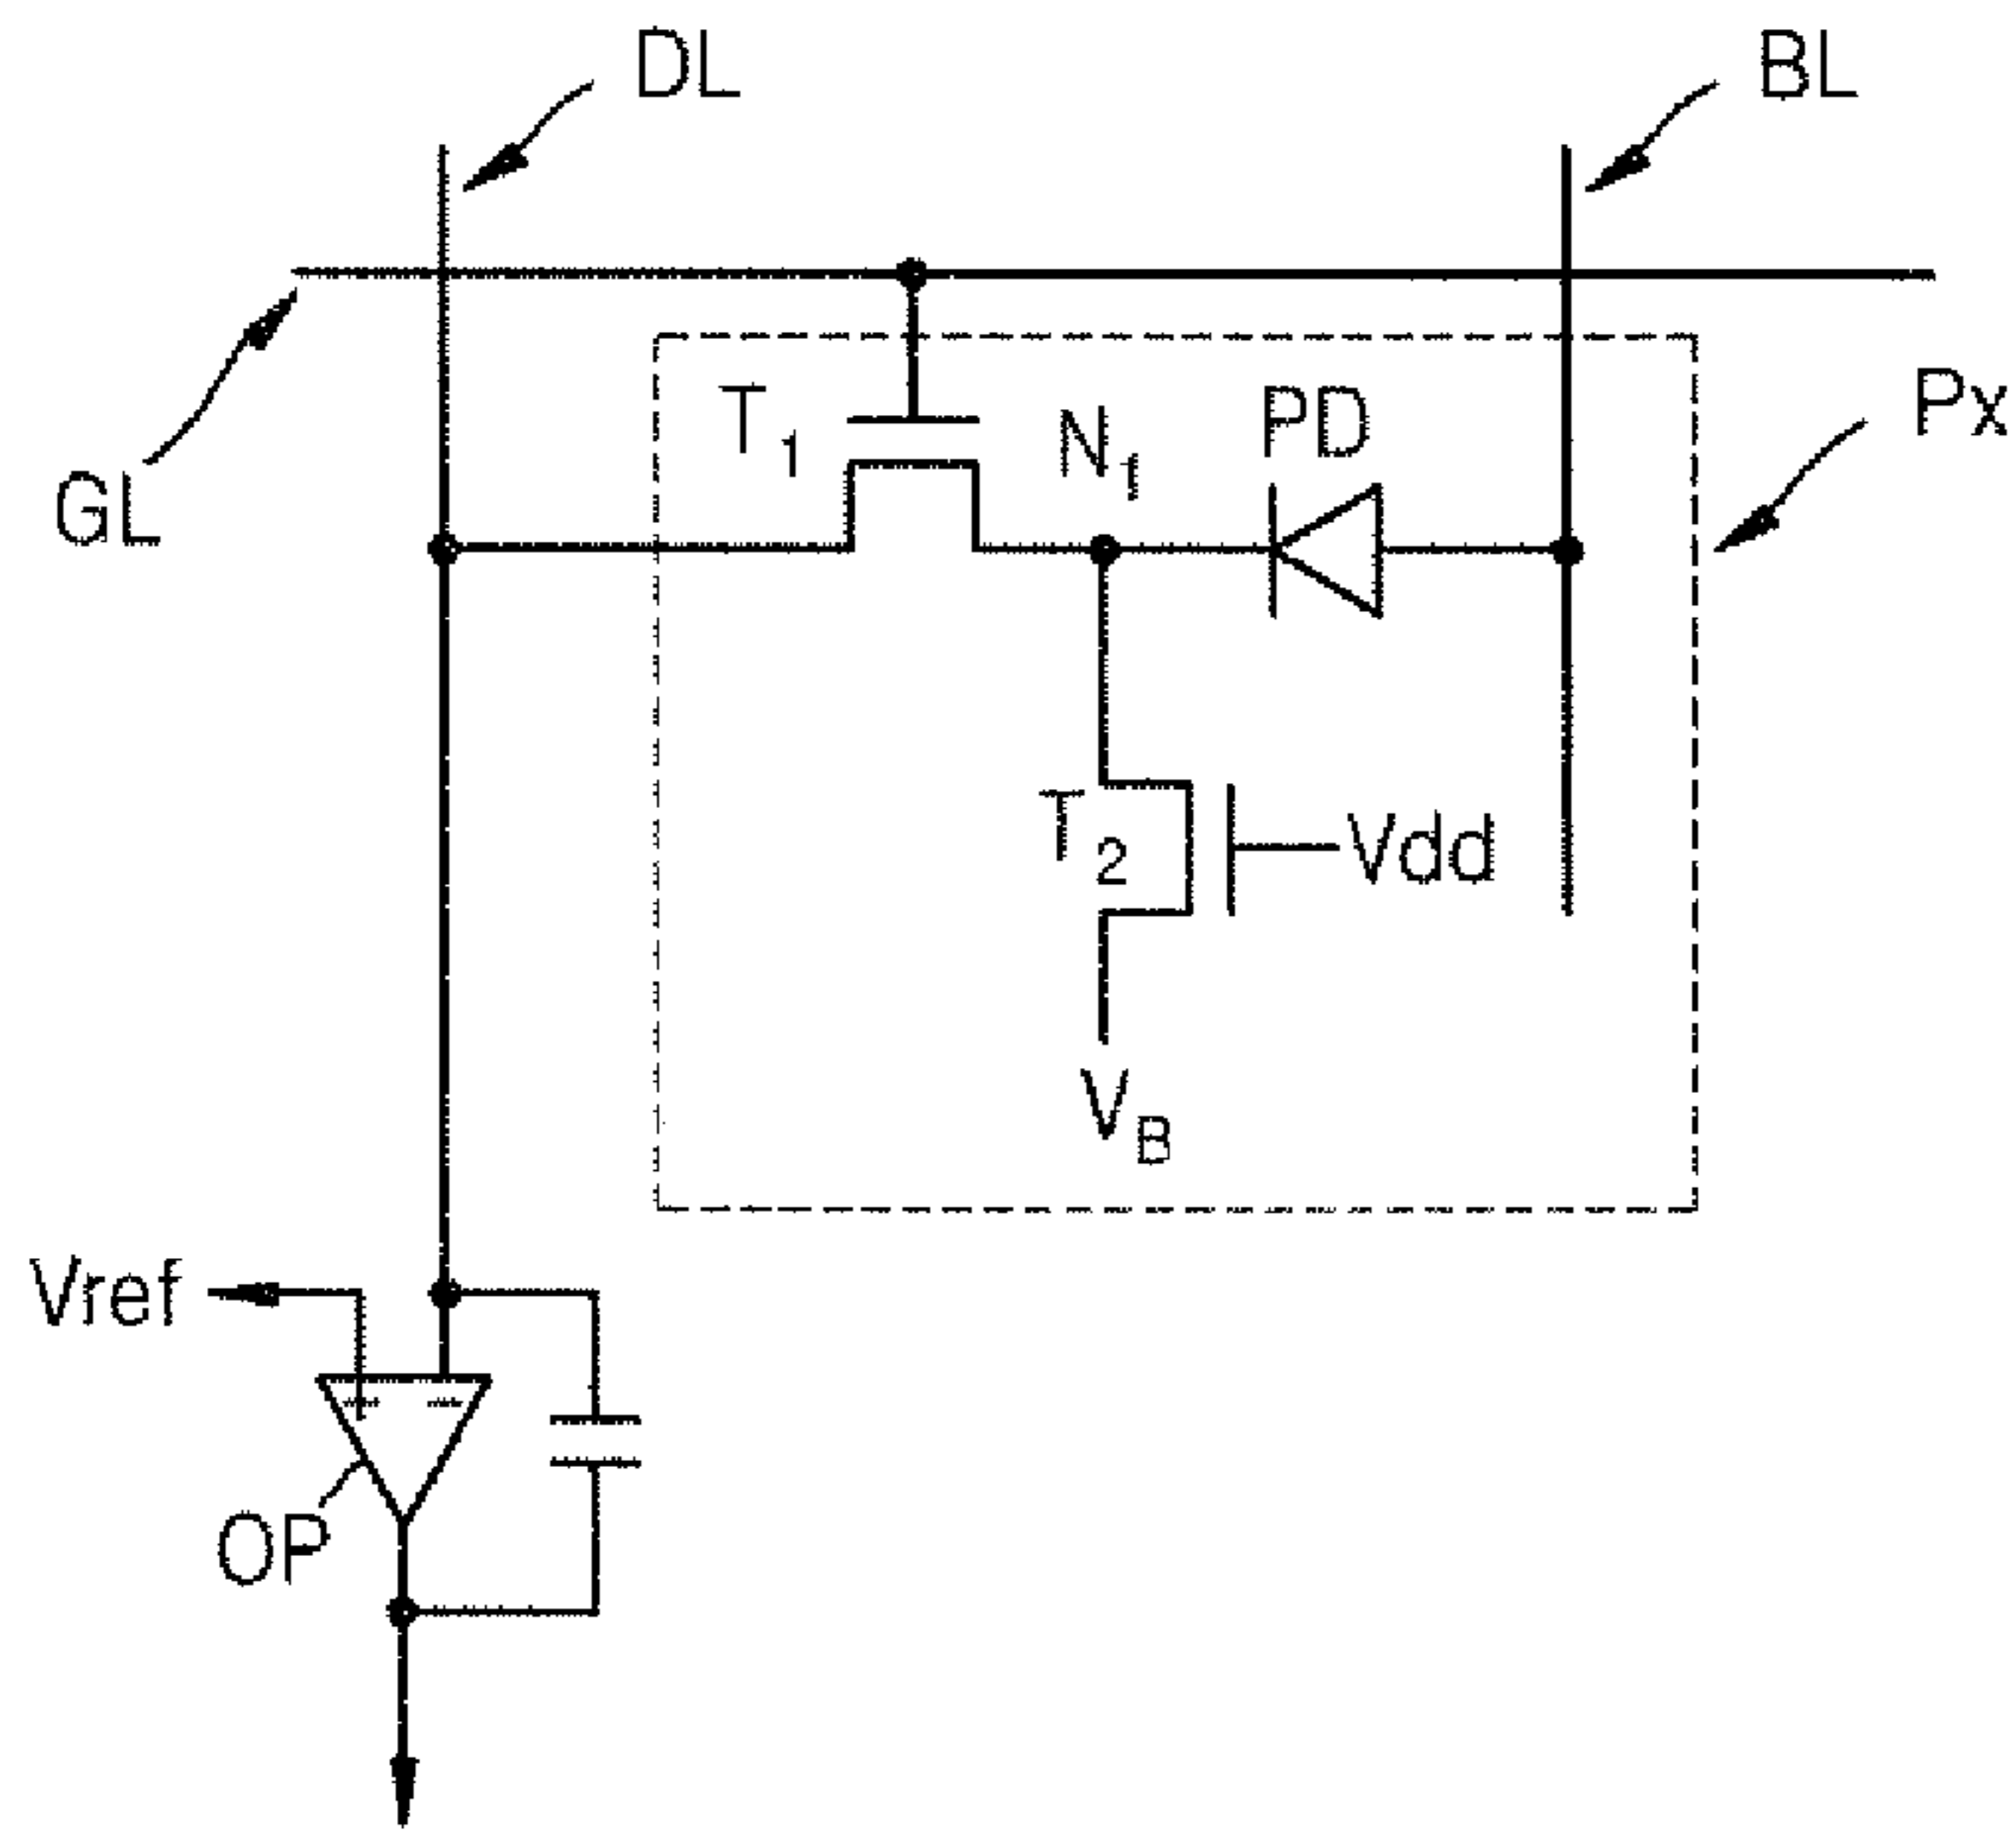 DL
BL
Px
T1
N1
PD
GL
T2
Vdd
VB
Vref
+ −
OP